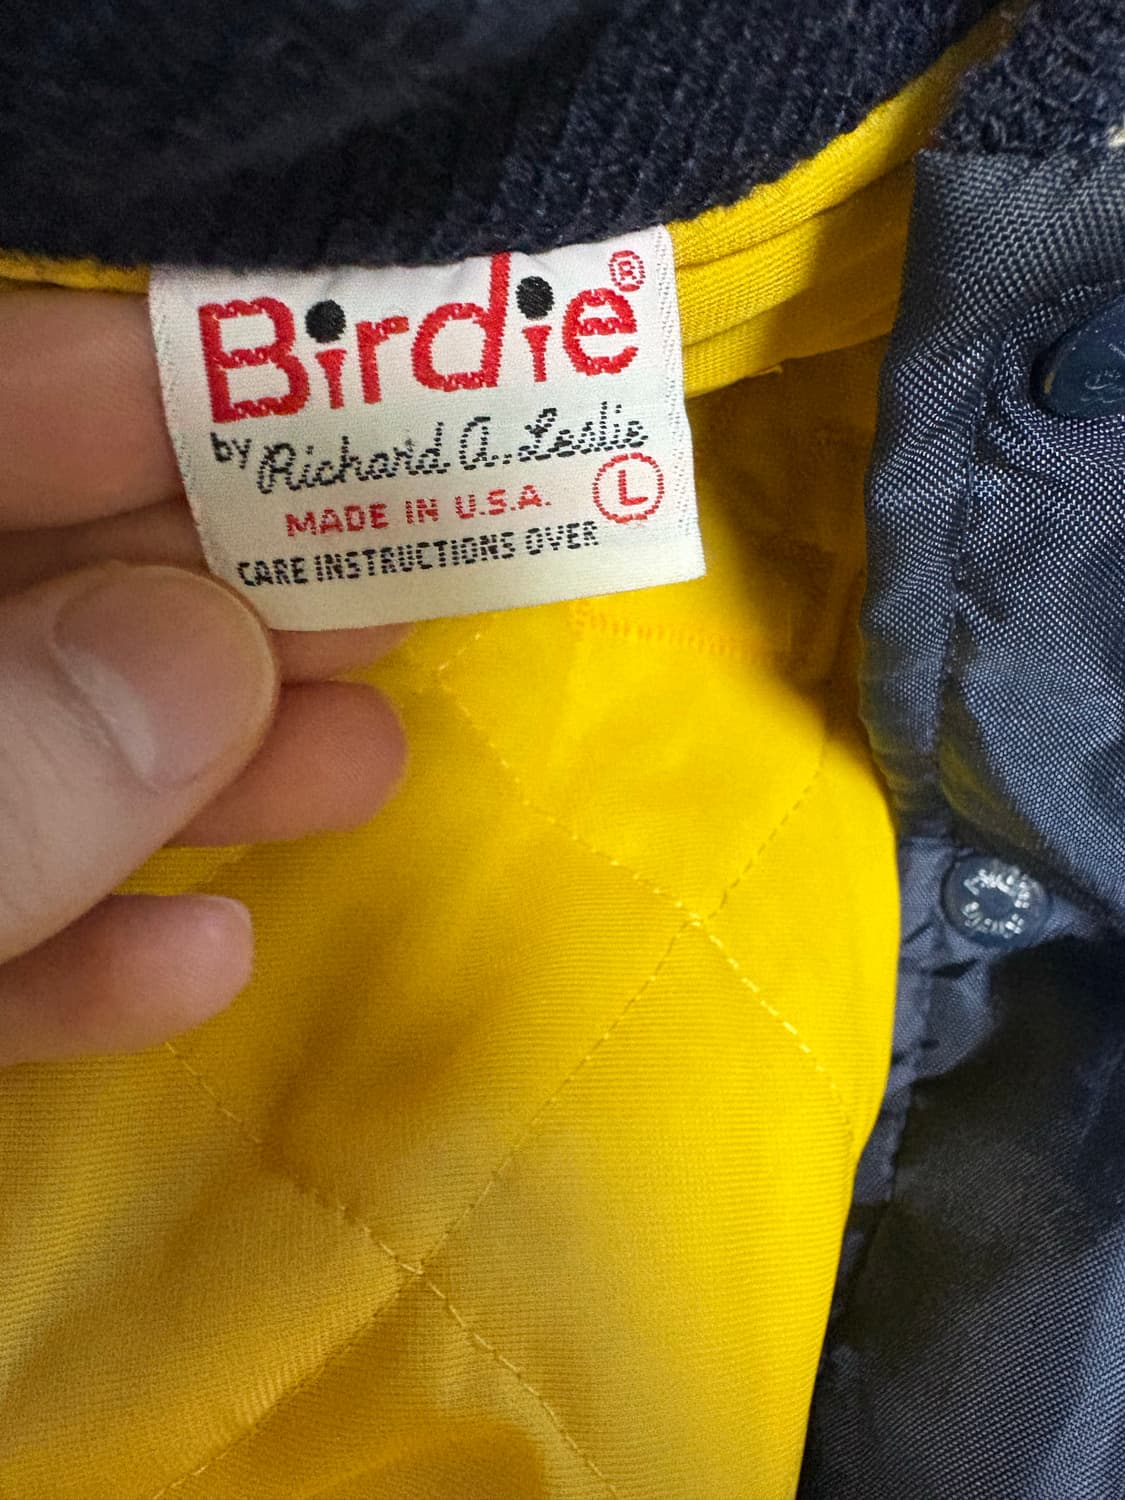 Birdie®
by Richard A. Leslie
MADE IN U.S.A. L
CARE INSTRUCTIONS OVER